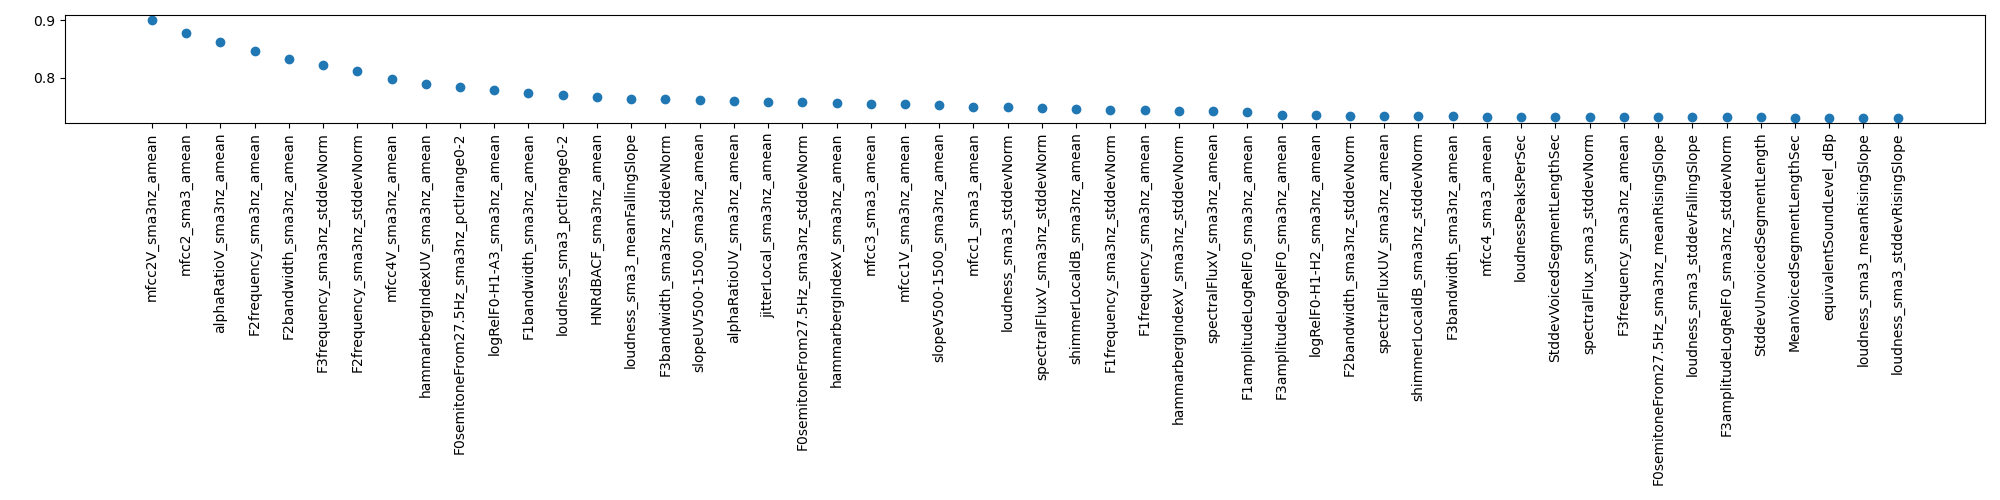 0.9
0.8
mfcc2V_sma3nz_amean
mfcc2_sma3_amean
alphaRatioV_sma3nz_amean
F2frequency_sma3nz_amean
F2bandwidth_sma3nz_amean
F3frequency_sma3nz_stddevNorm
F2frequency_sma3nz_stddevNorm
mfcc4V_sma3nz_amean
hammarbergIndexUV_sma3nz_amean
F0semitoneFrom27.5Hz_sma3nz_pctlrange0-2
logRelF0-H1-A3_sma3nz_amean
F1bandwidth_sma3nz_amean
loudness_sma3_pctlrange0-2
HNRdBACF_sma3nz_amean
loudness_sma3_meanFallingSlope
F3bandwidth_sma3nz_stddevNorm
slopeUV500-1500_sma3nz_amean
alphaRatioUV_sma3nz_amean
jitterLocal_sma3nz_amean
F0semitoneFrom27.5Hz_sma3nz_stddevNorm
hammarbergIndexV_sma3nz_amean
mfcc3_sma3_amean
mfcc1V_sma3nz_amean
slopeV500-1500_sma3nz_amean
mfcc1_sma3_amean
loudness_sma3_stddevNorm
spectralFluxV_sma3nz_stddevNorm
shimmerLocaldB_sma3nz_amean
F1frequency_sma3nz_stddevNorm
F1frequency_sma3nz_amean
hammarbergIndexV_sma3nz_stddevNorm
spectralFluxV_sma3nz_amean
F1amplitudeLogRelF0_sma3nz_amean
F3amplitudeLogRelF0_sma3nz_amean
logRelF0-H1-H2_sma3nz_amean
F2bandwidth_sma3nz_stddevNorm
spectralFluxUV_sma3nz_amean
shimmerLocaldB_sma3nz_stddevNorm
F3bandwidth_sma3nz_amean
mfcc4_sma3_amean
loudnessPeaksPerSec
StddevVoicedSegmentLengthSec
spectralFlux_sma3_stddevNorm
F3frequency_sma3nz_amean
F0semitoneFrom27.5Hz_sma3nz_meanRisingSlope
loudness_sma3_stddevFallingSlope
F3amplitudeLogRelF0_sma3nz_stddevNorm
StddevUnvoicedSegmentLength
MeanVoicedSegmentLengthSec
equivalentSoundLevel_dBp
loudness_sma3_meanRisingSlope
loudness_sma3_stddevRisingSlope